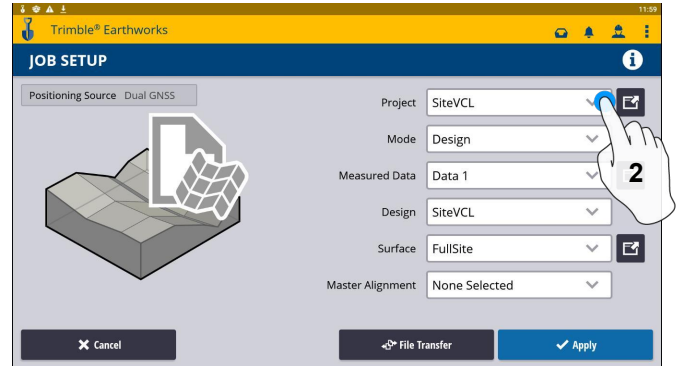 11:59
Trimble® Earthworks
JOB SETUP
Positioning Source Dual GNSS
Project SiteVCL
Mode Design
Measured Data Data 1
2
Design SiteVCL
Surface FullSite
Master Alignment None Selected
Cancel
File Transfer
Apply